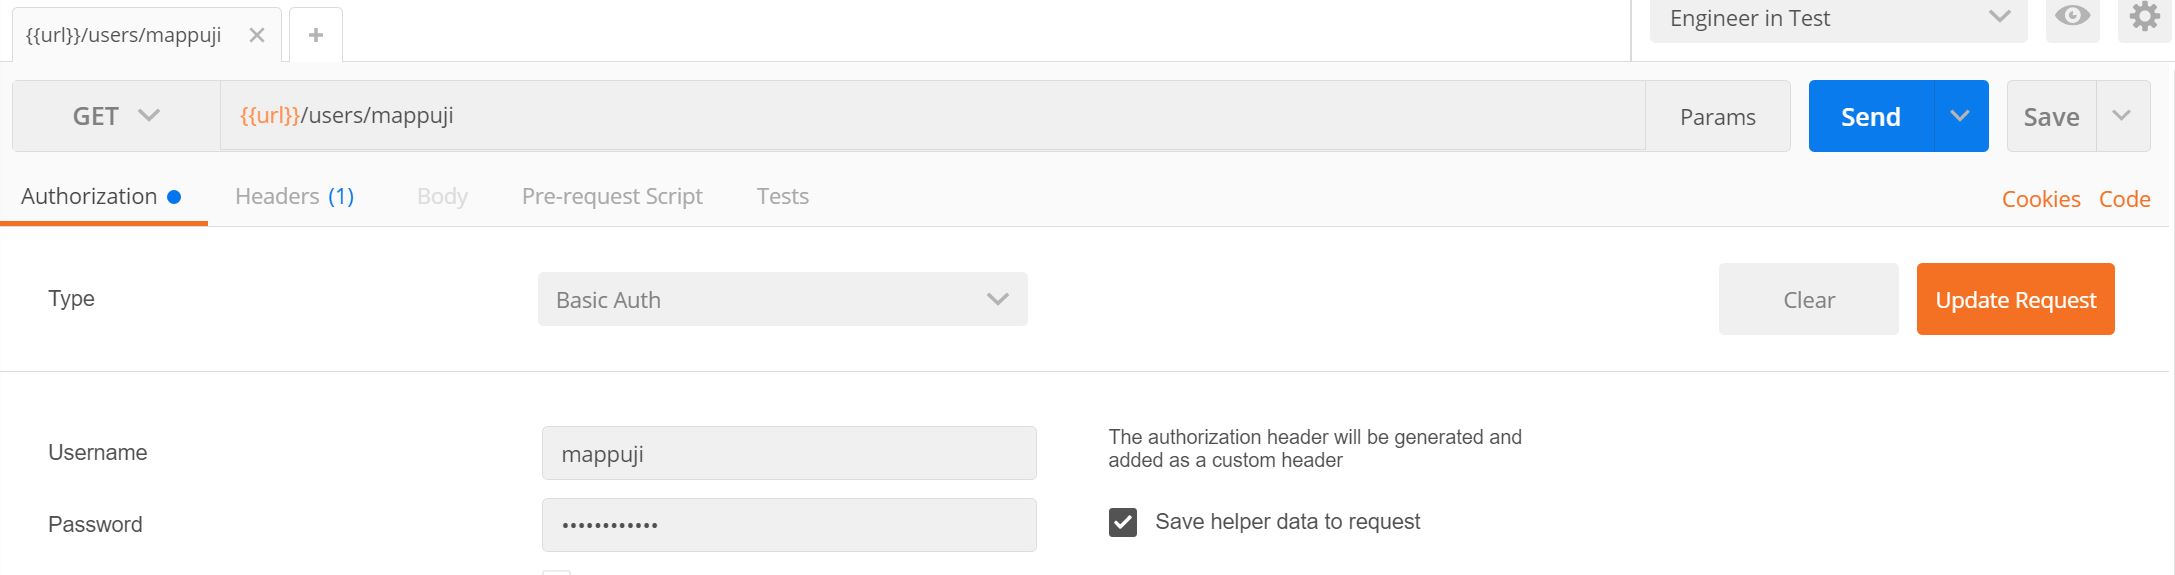 {{url}}/users/mappuji
Engineer in Test
GET {{url}}/users/mappuji Params Send Save
Authorization Headers (1) Body Pre-request Script Tests Cookies Code
Type Basic Auth Clear Update Request
Username mappuji
The authorization header will be generated and
added as a custom header
Password ••••••••••••
Save helper data to request